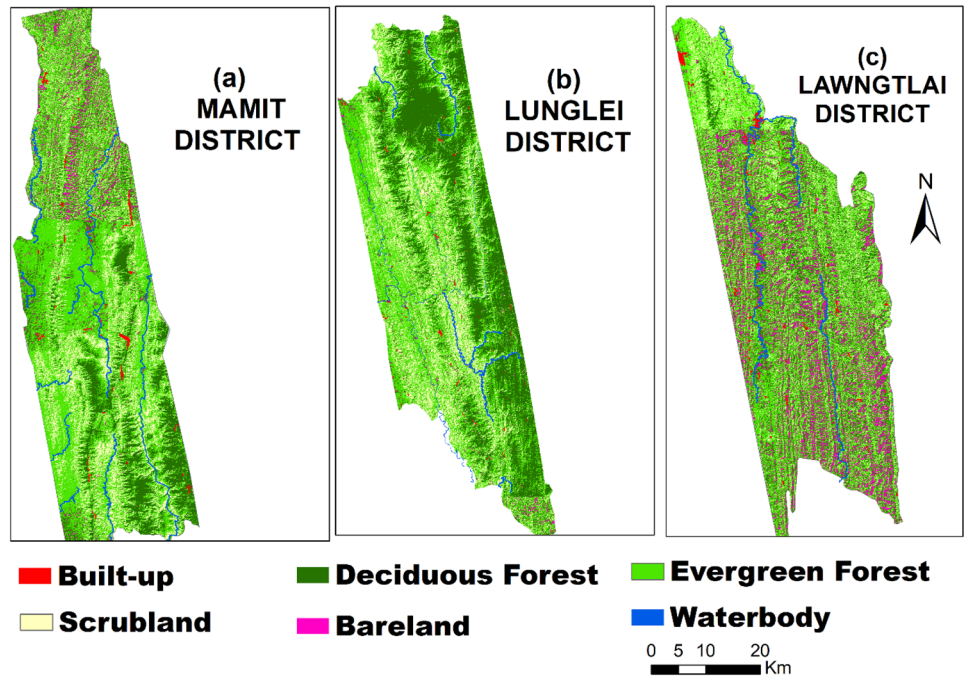 (a)
MAMIT
DISTRICT
(b)
LUNGLEI
DISTRICT
(c)
LAWNGTLAI
DISTRICT
N
Built-up
Deciduous Forest
Evergreen Forest
Scrubland
Bareland
Waterbody
0 5 10 20
Km